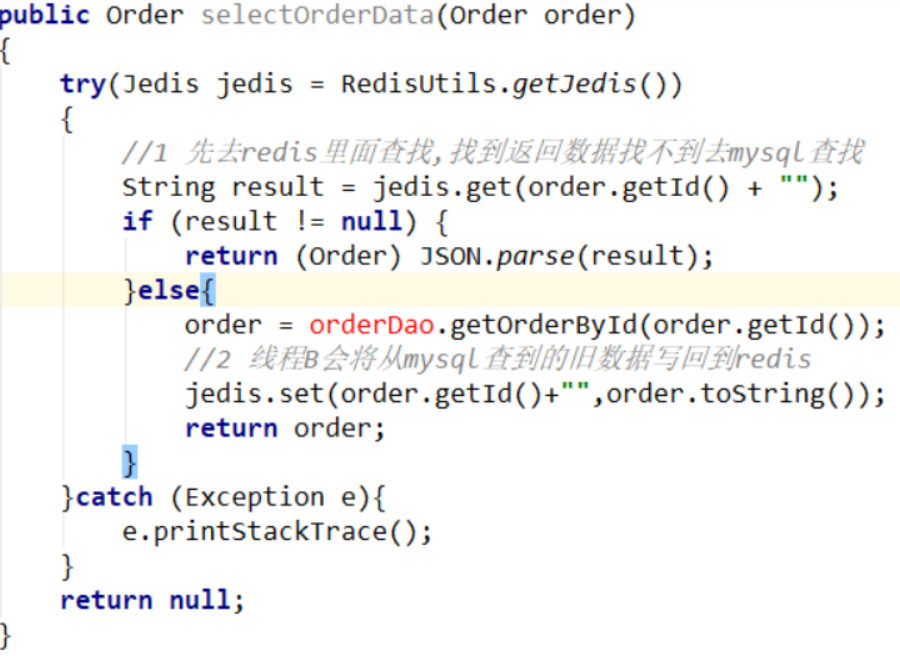 public Order selectOrderData(Order order)
{
    try(Jedis jedis = RedisUtils.getJedis())
    {
        //1 先去redis里面查找,找到返回数据找不到去mysql查找
        String result = jedis.get(order.getId() + "");
        if (result != null) {
            return (Order) JSON.parse(result);
        }else{
            order = orderDao.getOrderById(order.getId());
            //2 线程B会将从mysql查到的旧数据写回到redis
            jedis.set(order.getId()+"",order.toString());
            return order;
        }
    }catch (Exception e){
        e.printStackTrace();
    }
    return null;
}